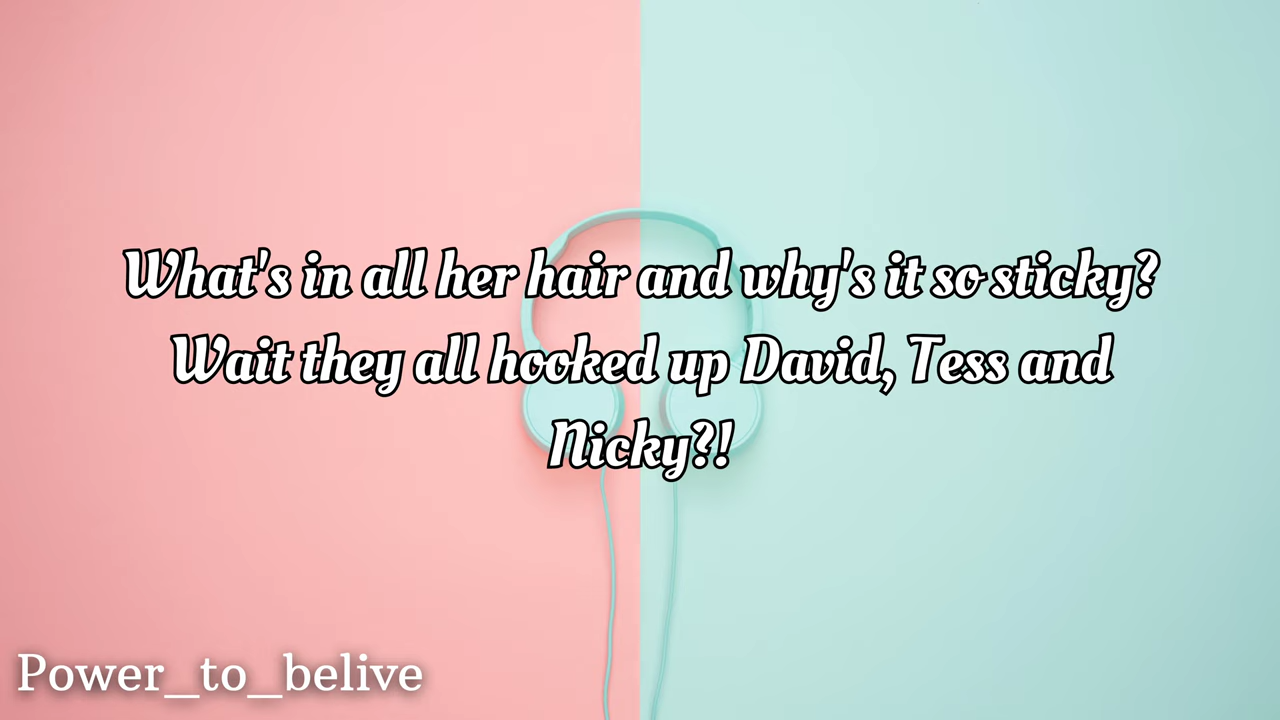 What's in all her hair and why's it so sticky?
Wait they all hooked up David, Tess and
Nicky?!
Power_to_belive